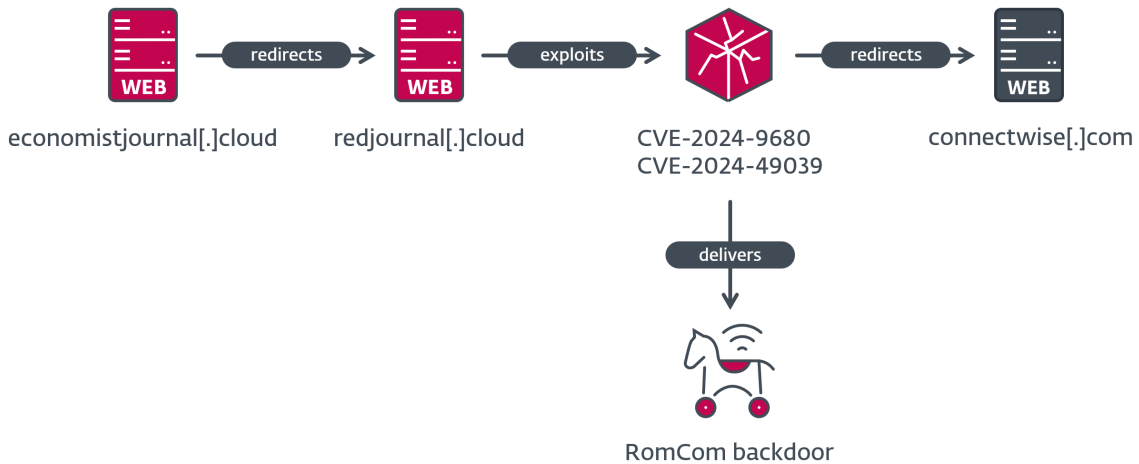 WEB
redirects
WEB
exploits
redirects
WEB
economistjournal[.]cloud
redjournal[.]cloud
CVE-2024-9680
CVE-2024-49039
connectwise[.]com
delivers
RomCom backdoor